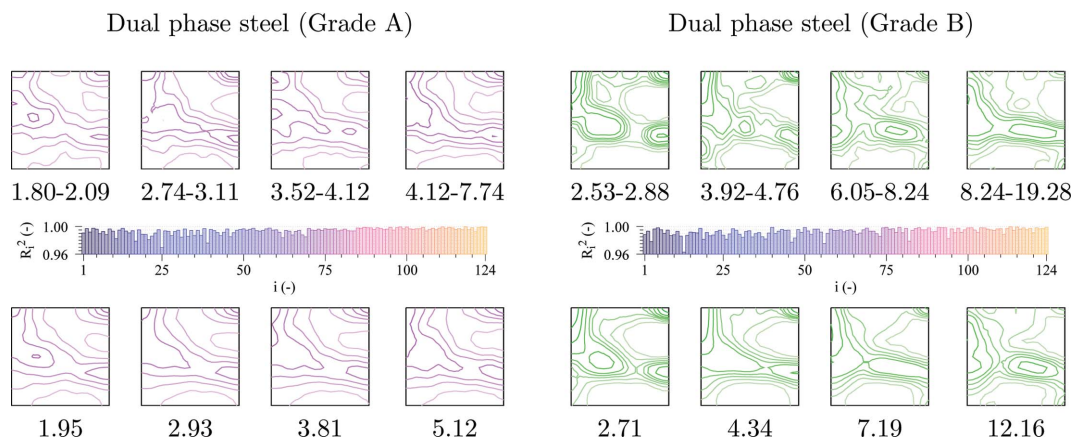 Dual phase steel (Grade A)
Dual phase steel (Grade B)
1.80-2.09 2.74-3.11 3.52-4.12 4.12-7.74
2.53-2.88 3.92-4.76 6.05-8.24 8.24-19.28
R_i^2 (-) 1.00 0.96
1 25 50 75 100 124
i (-)
R_i^2 (-) 1.00 0.96
1 25 50 75 100 124
i (-)
1.95 2.93 3.81 5.12
2.71 4.34 7.19 12.16